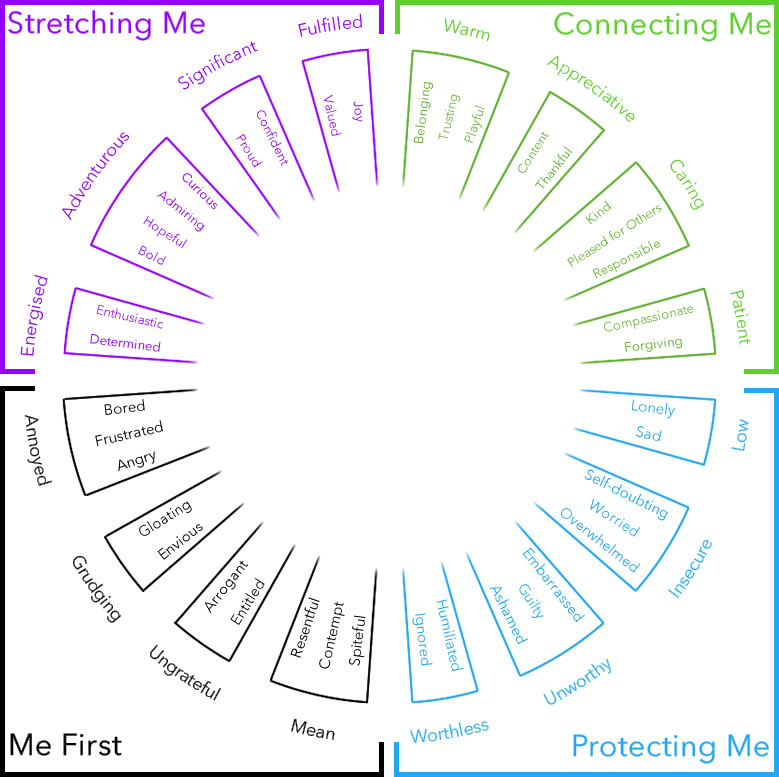 Stretching Me
Fulfilled
Joy
Valued
Significant
Confident
Proud
Adventurous
Curious
Admiring
Hopeful
Bold
Energised
Enthusiastic
Determined
Connecting Me
Warm
Belonging
Trusting
Playful
Appreciative
Content
Thankful
Caring
Kind
Pleased for Others
Responsible
Patient
Compassionate
Forgiving
Me First
Annoyed
Bored
Frustrated
Angry
Grudging
Gloating
Envious
Ungrateful
Arrogant
Entitled
Mean
Resentful
Contempt
Spiteful
Protecting Me
Low
Lonely
Sad
Insecure
Self-doubting
Worried
Overwhelmed
Unworthy
Embarrassed
Guilty
Ashamed
Worthless
Humiliated
Ignored